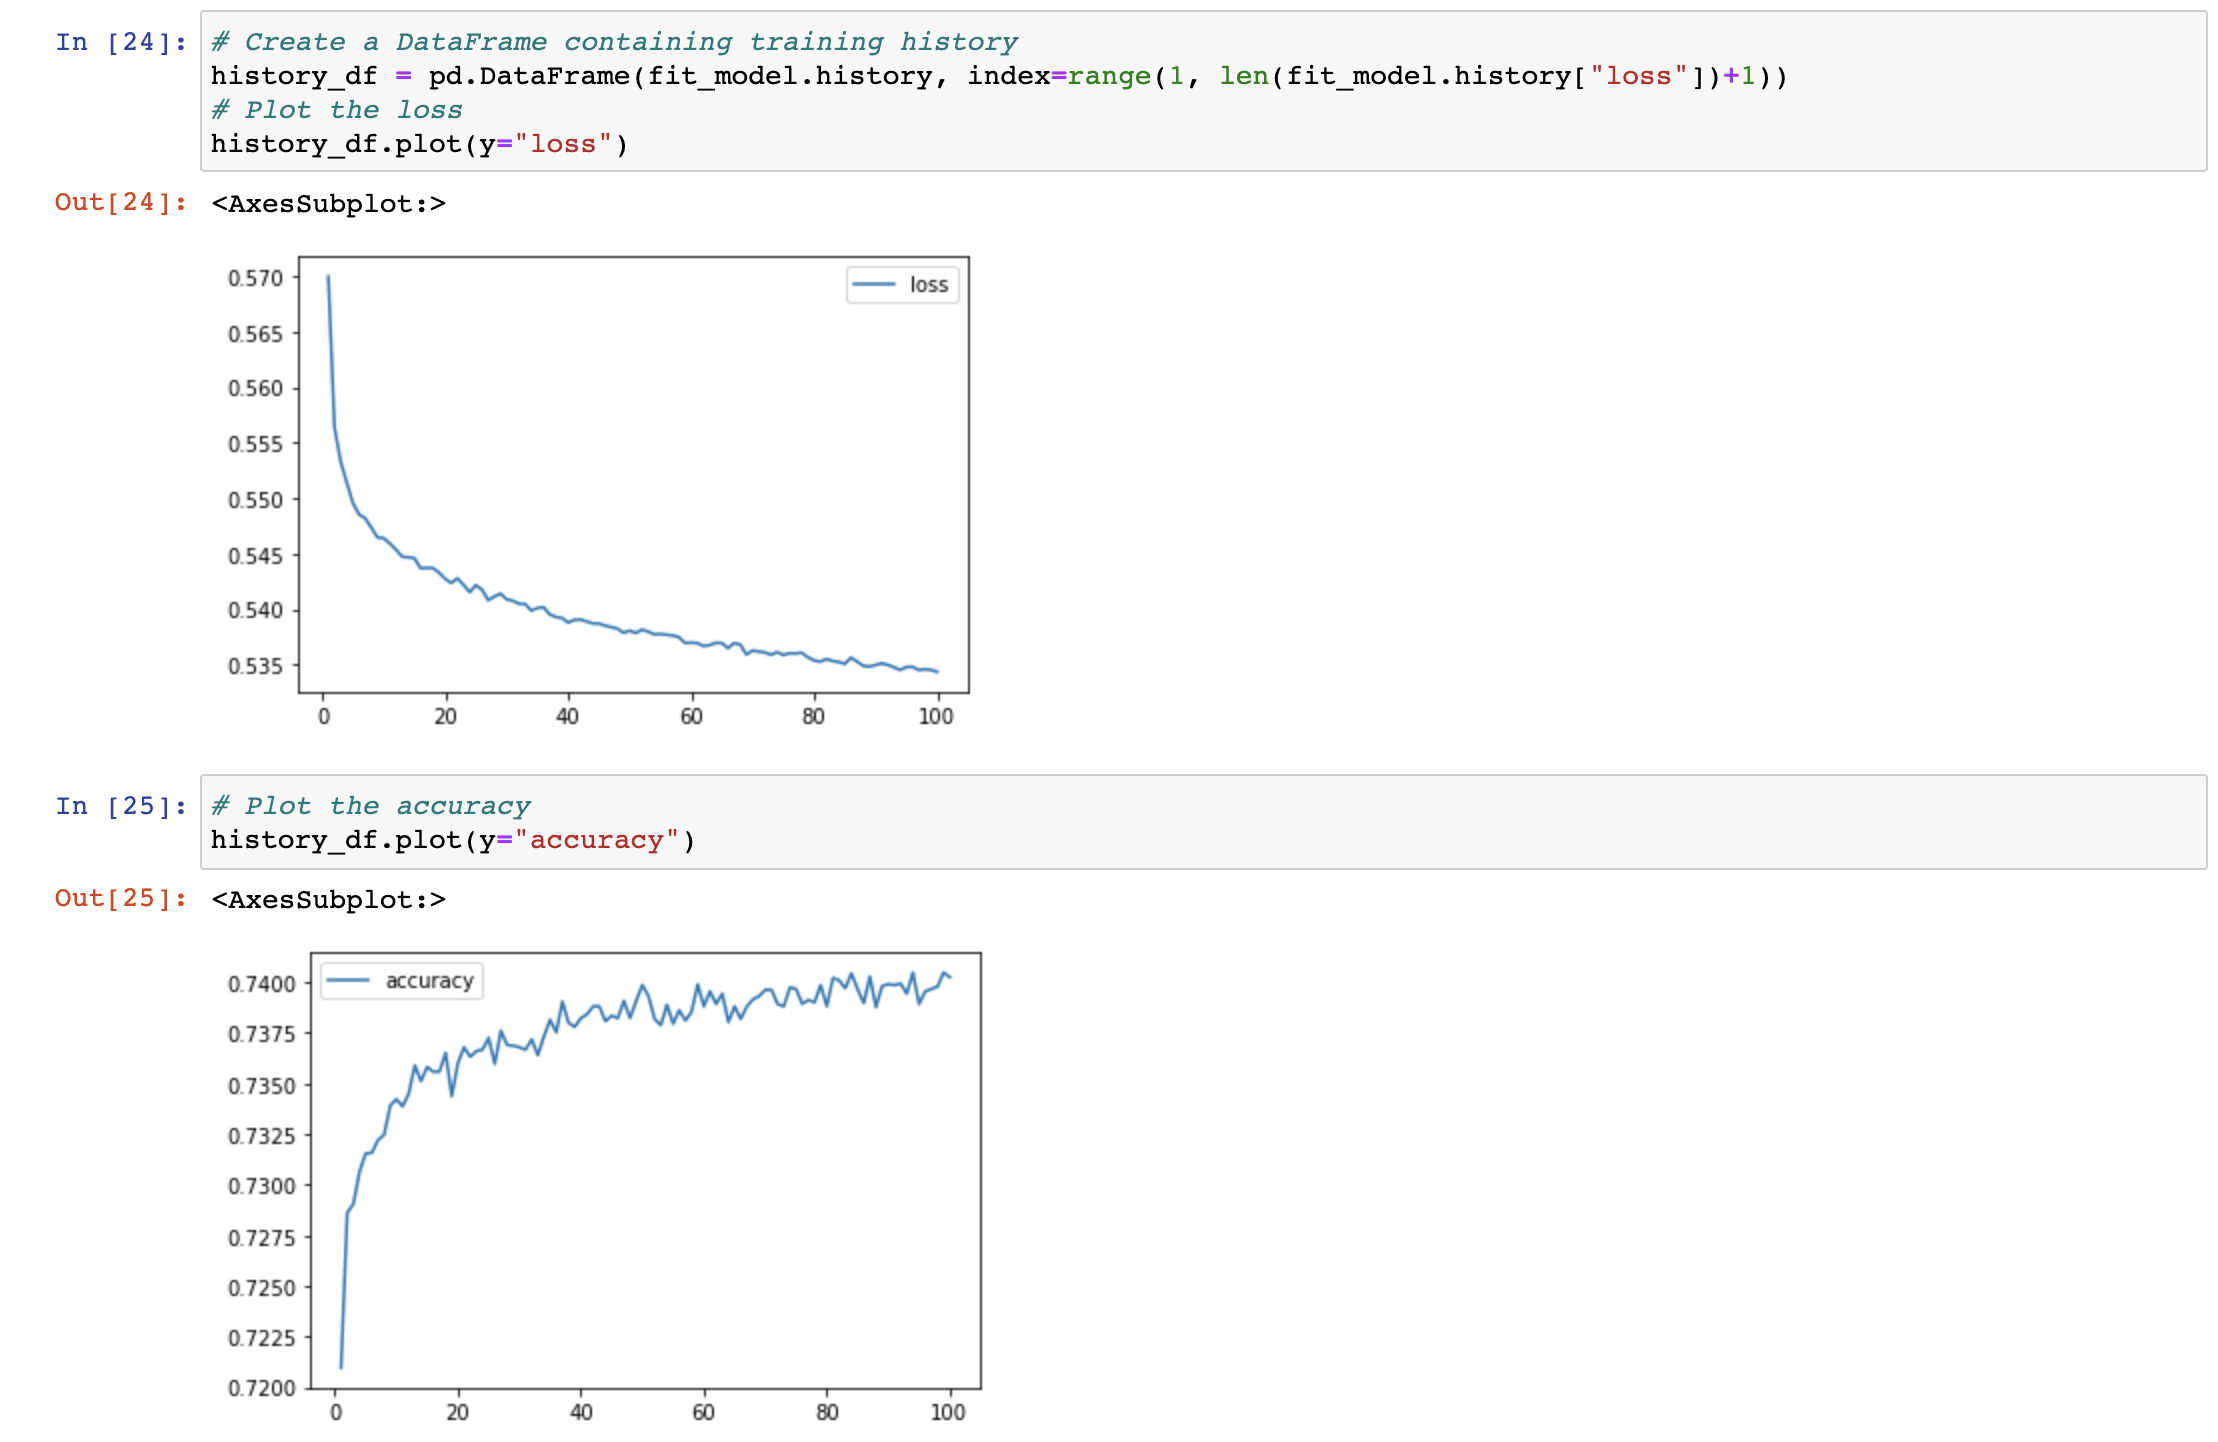 In [24]: # Create a DataFrame containing training history
history_df = pd.DataFrame(fit_model.history, index=range(1, len(fit_model.history["loss"])+1))
# Plot the loss
history_df.plot(y="loss")
Out[24]: <AxesSubplot:>
loss
0.570
0.565
0.560
0.555
0.550
0.545
0.540
0.535
0 20 40 60 80 100
In [25]: # Plot the accuracy
history_df.plot(y="accuracy")
Out[25]: <AxesSubplot:>
accuracy
0.7400
0.7375
0.7350
0.7325
0.7300
0.7275
0.7250
0.7225
0.7200
0 20 40 60 80 100